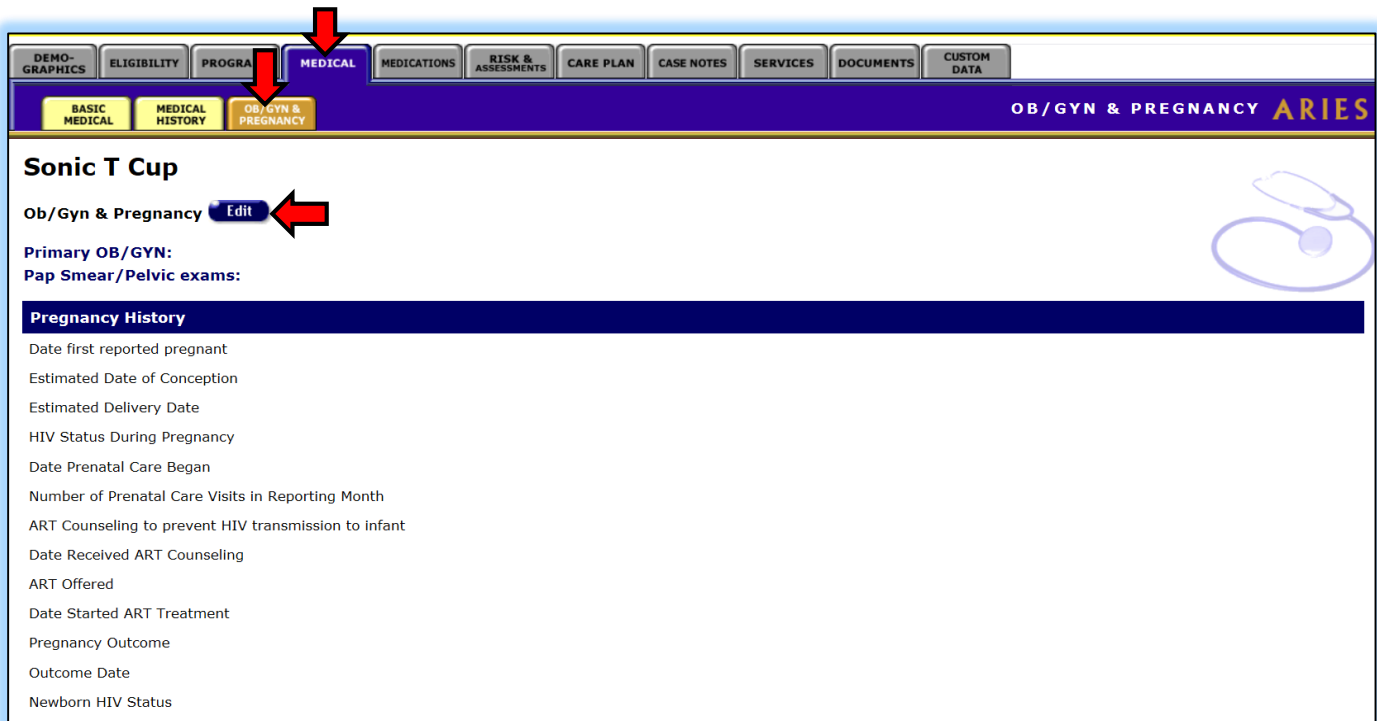 DEMO-
GRAPHICS
ELIGIBILITY
PROGRA
MEDICAL
MEDICATIONS
RISK &
ASSESSMENTS
CARE PLAN
CASE NOTES
SERVICES
DOCUMENTS
CUSTOM
DATA
BASIC
MEDICAL
MEDICAL
HISTORY
OB/GYN &
PREGNANCY
OB/GYN & PREGNANCY ARIES
Sonic T Cup
Ob/Gyn & Pregnancy Edit
Primary OB/GYN:
Pap Smear/Pelvic exams:
Pregnancy History
Date first reported pregnant
Estimated Date of Conception
Estimated Delivery Date
HIV Status During Pregnancy
Date Prenatal Care Began
Number of Prenatal Care Visits in Reporting Month
ART Counseling to prevent HIV transmission to infant
Date Received ART Counseling
ART Offered
Date Started ART Treatment
Pregnancy Outcome
Outcome Date
Newborn HIV Status